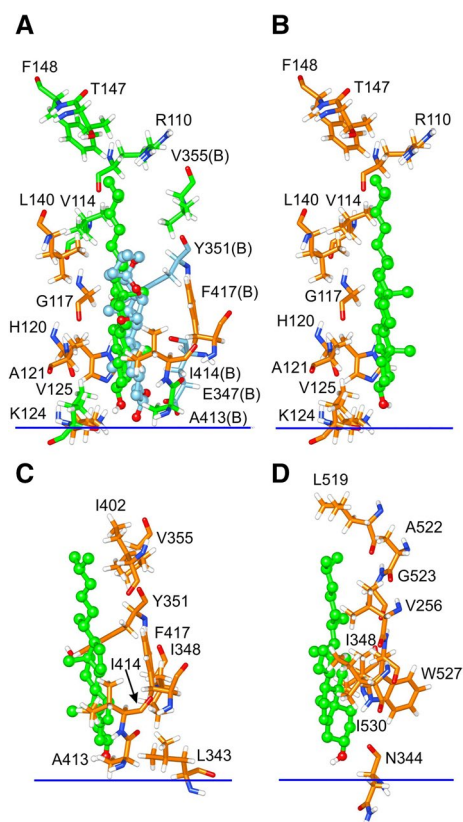 A
F148
T147
R110
V355(B)
L140
V114
Y351(B)
G117
F417(B)
H120
A121
I414(B)
V125
E347(B)
K124
A413(B)
B
F148
T147
R110
L140
V114
G117
H120
A121
V125
K124
C
I402
V355
Y351
F417
I348
I414
A413
L343
D
L519
A522
G523
V256
I348
W527
I530
N344